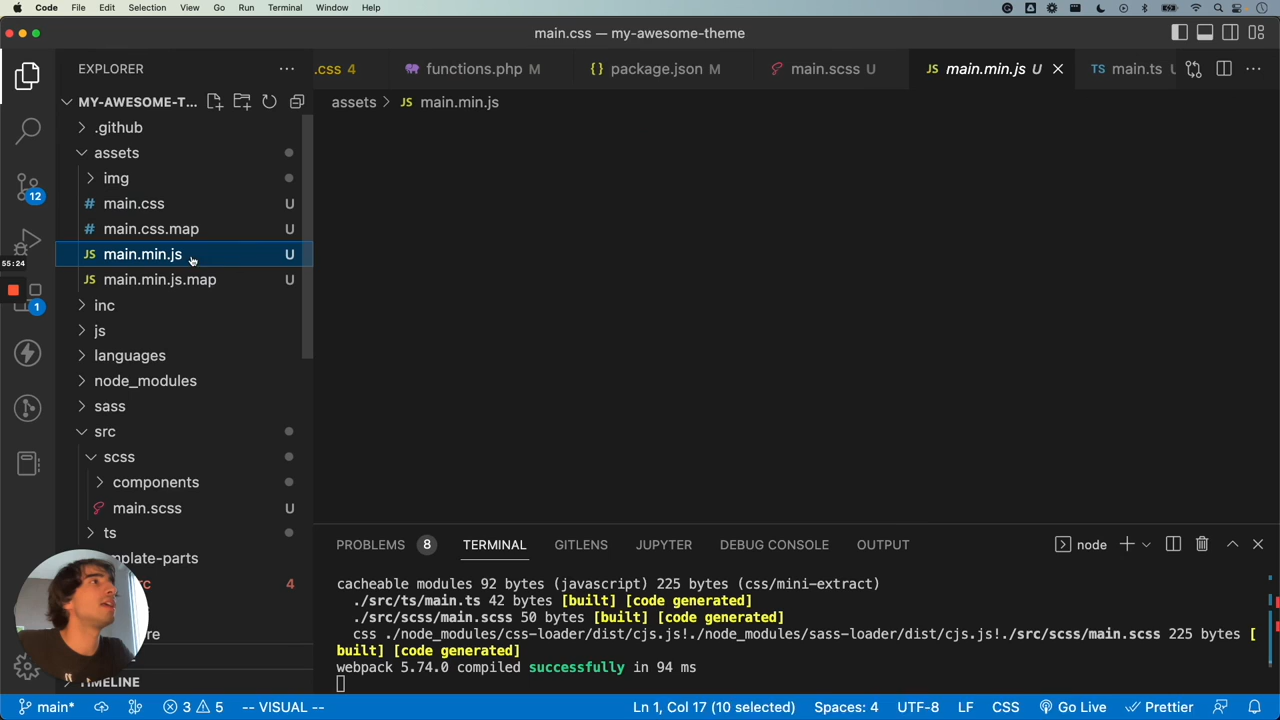 Code File Edit Selection View Go Run Terminal Window Help
main.css — my-awesome-theme
EXPLORER
.css 4
functions.php M
package.json M
main.scss U
main.min.js U
TS main.ts U
MY-AWESOME-T...
assets > JS main.min.js
.github
assets
img
# main.css U
# main.css.map U
JS main.min.js U
JS main.min.js.map U
inc
js
languages
node_modules
sass
src
scss
components
main.scss U
ts
mplate-parts
rc 4
re
TIMELINE
12
55:24
1
PROBLEMS 8 TERMINAL GITLENS JUPYTER DEBUG CONSOLE OUTPUT
node
cacheable modules 92 bytes (javascript) 225 bytes (css/mini-extract)
./src/ts/main.ts 42 bytes [built] [code generated]
./src/scss/main.scss 50 bytes [built] [code generated]
css ./node_modules/css-loader/dist/cjs.js!./node_modules/sass-loader/dist/cjs.js!./src/scss/main.scss 225 bytes [
built] [code generated]
webpack 5.74.0 compiled successfully in 94 ms
main* 3 5 -- VISUAL -- Ln 1, Col 17 (10 selected) Spaces: 4 UTF-8 LF CSS Go Live Prettier